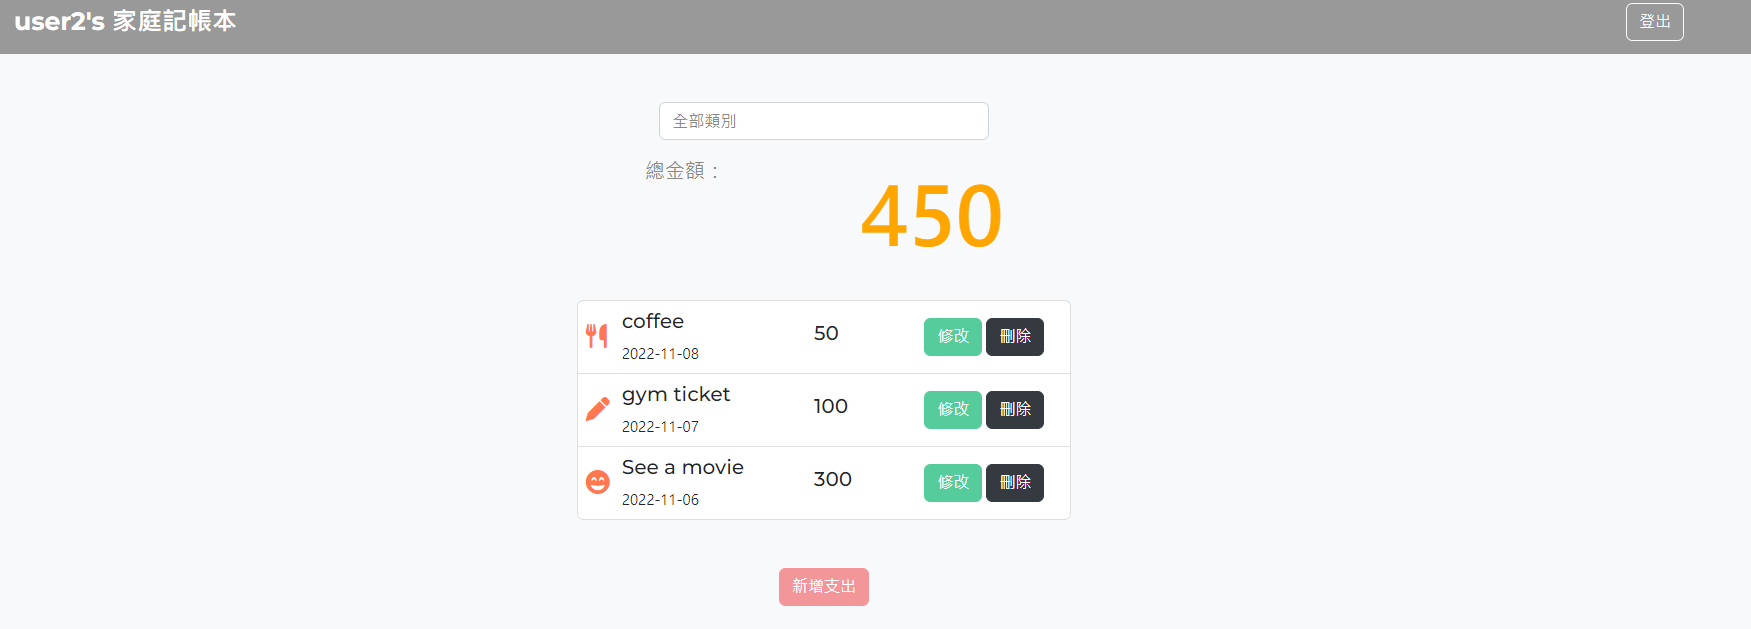 user2's 家庭記帳本
登出
全部類別
總金額：
450
coffee
50
修改 刪除
2022-11-08
gym ticket
100
修改 刪除
2022-11-07
See a movie
300
修改 刪除
2022-11-06
新增支出